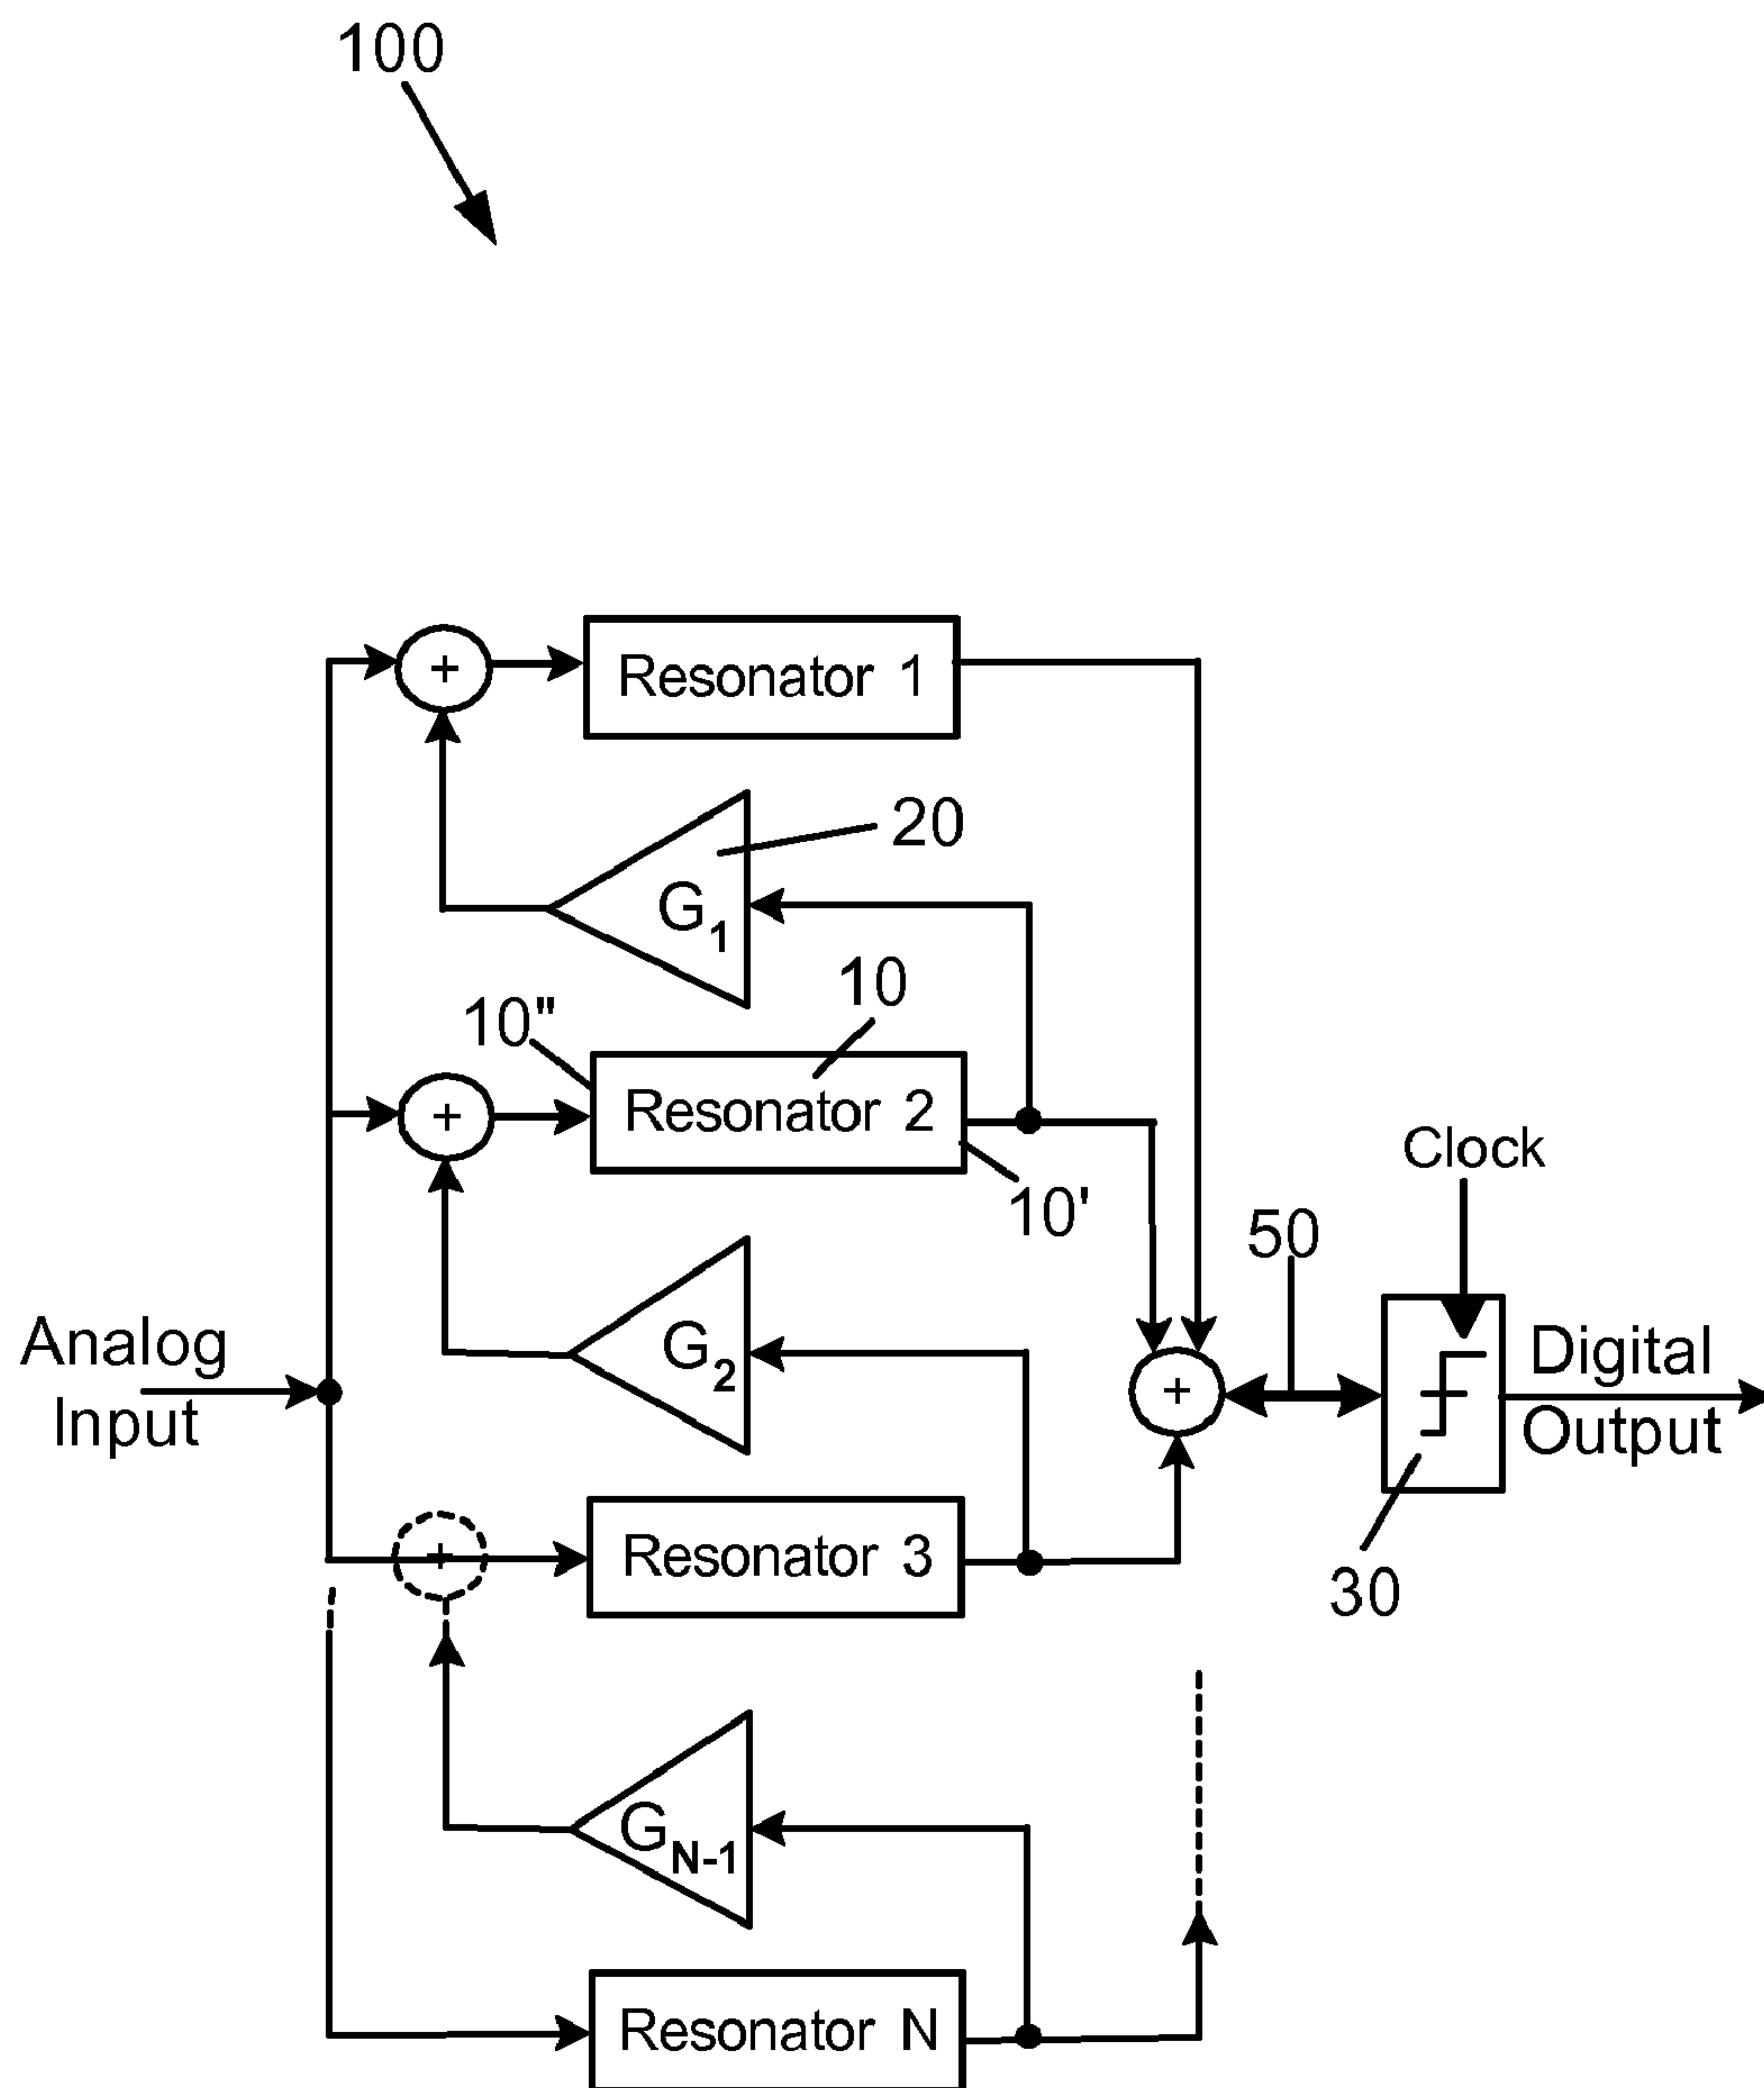 100
+
Resonator 1
20
G1
10
10"
+
Resonator 2
10'
Clock
50
G2
Analog
Input
+
Digital
Output
+
Resonator 3
30
GN-1
Resonator N